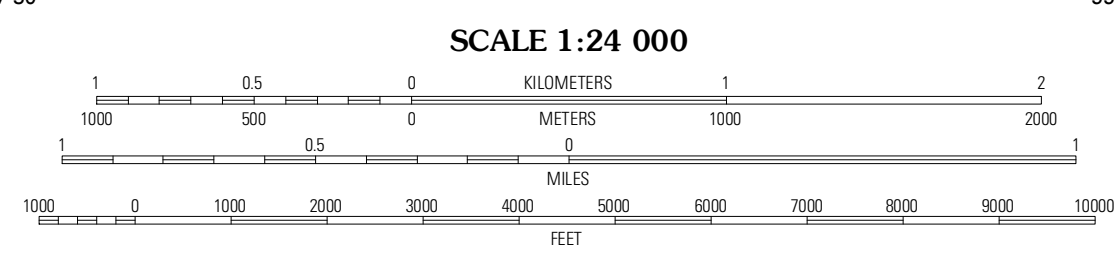 SCALE 1:24 000
1 0.5 0 KILOMETERS 1 2
1000 500 0 METERS 1000 2000
1 0.5 0 1
MILES
1000 0 1000 2000 3000 4000 5000 6000 7000 8000 9000 10000
FEET